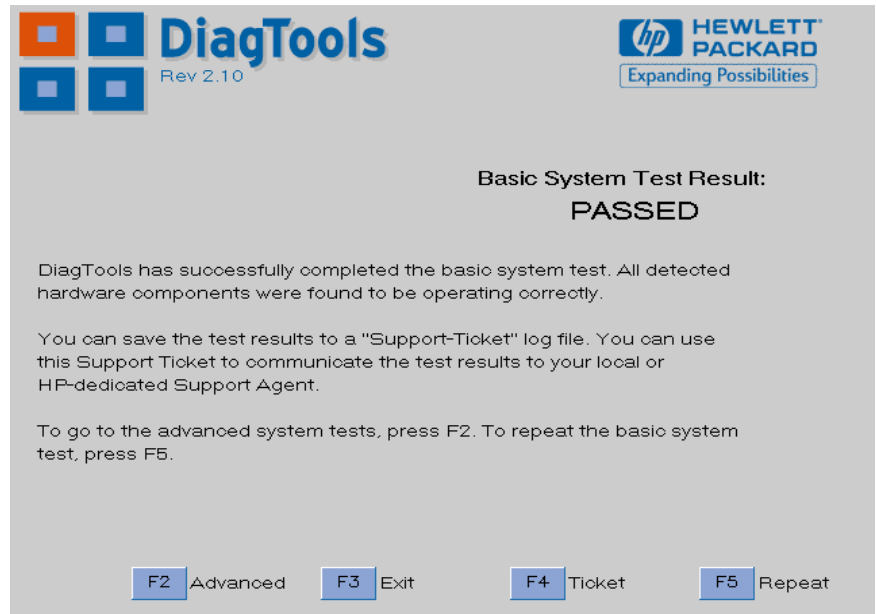 DiagTools
Rev 2.10
hp HEWLETT
PACKARD
Expanding Possibilities
Basic System Test Result:
PASSED
DiagTools has successfully completed the basic system test. All detected
hardware components were found to be operating correctly.
You can save the test results to a "Support-Ticket" log file. You can use
this Support Ticket to communicate the test results to your local or
HP-dedicated Support Agent.
To go to the advanced system tests, press F2. To repeat the basic system
test, press F5.
F2 Advanced F3 Exit F4 Ticket F5 Repeat